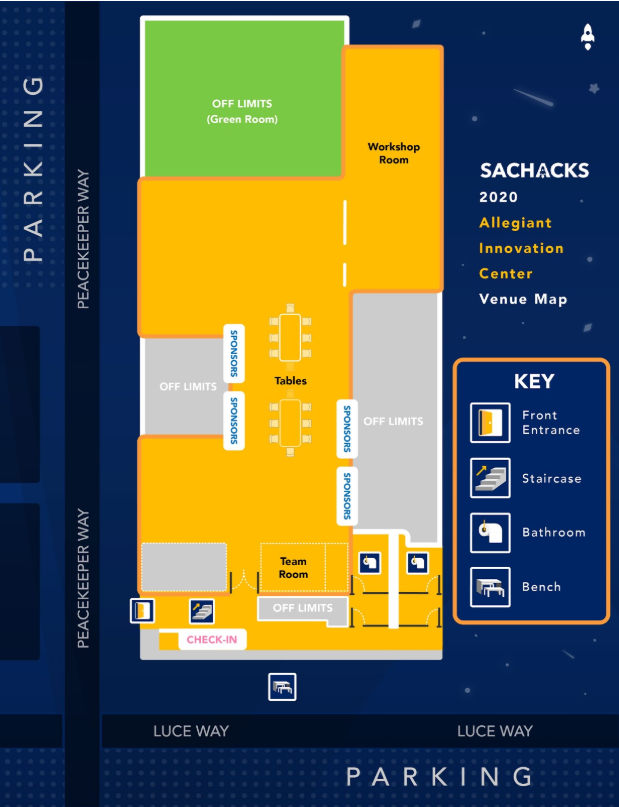 PARKING
PEACEKEEPER WAY
PEACEKEEPER WAY
OFF LIMITS
(Green Room)
Workshop
Room
SACHACKS
2020
Allegiant
Innovation
Center
Venue Map
SPONSORS
SPONSORS
OFF LIMITS
Tables
SPONSORS
SPONSORS
OFF LIMITS
KEY
Front
Entrance
Staircase
Bathroom
Bench
Team
Room
OFF LIMITS
CHECK-IN
LUCE WAY
LUCE WAY
PARKING